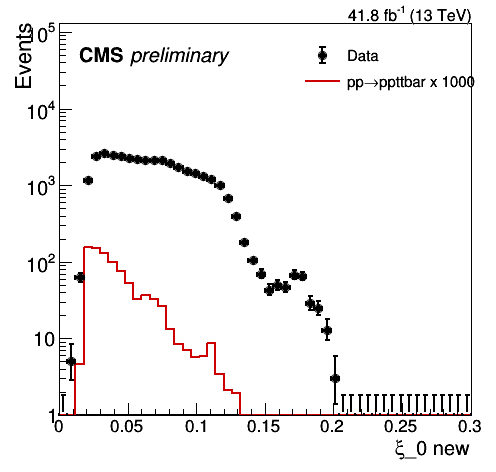 41.8 fb⁻¹ (13 TeV)
Events
CMS preliminary
Data
pp→ppttbar x 1000
10⁵
10⁴
10³
10²
10
1
0 0.05 0.1 0.15 0.2 0.25 0.3
ξ_0 new